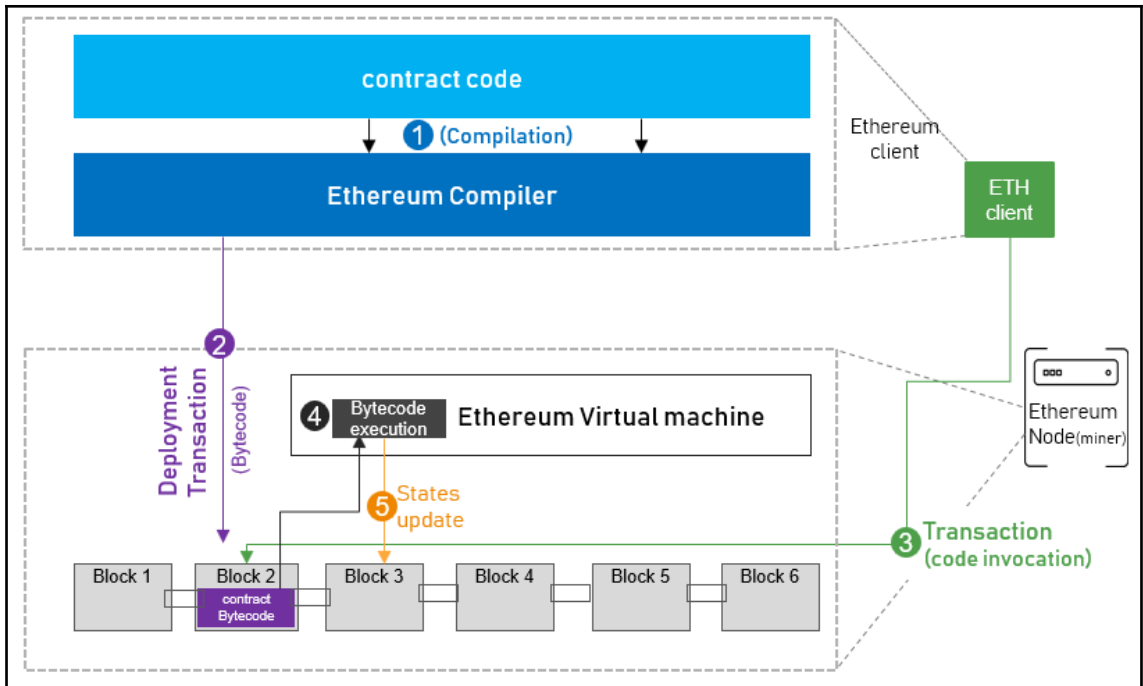 contract code
1 (Compilation)
Ethereum Compiler
Ethereum
client
ETH
client
2
Deployment
Transaction
(Bytecode)
4
Bytecode
execution
Ethereum Virtual machine
Ethereum
Node(miner)
5 States
update
3 Transaction
(code invocation)
Block 1
Block 2
contract
Bytecode
Block 3
Block 4
Block 5
Block 6